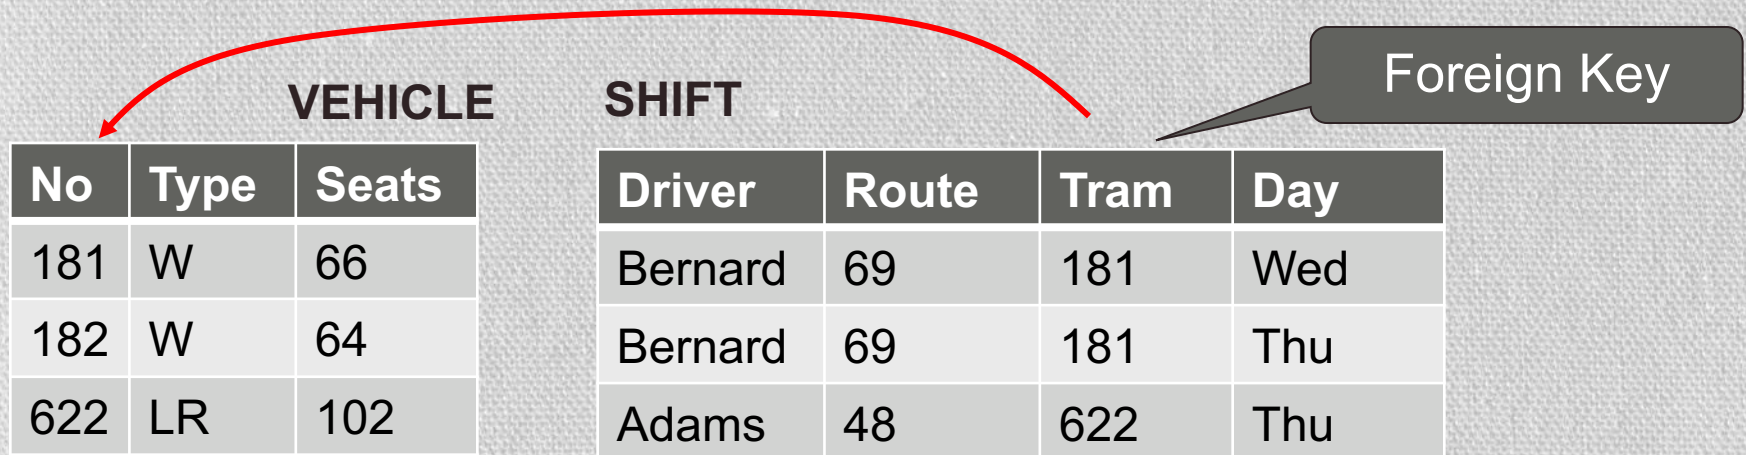 Foreign Key
VEHICLE
No Type Seats
181 W 66
182 W 64
622 LR 102
SHIFT
Driver Route Tram Day
Bernard 69 181 Wed
Bernard 69 181 Thu
Adams 48 622 Thu